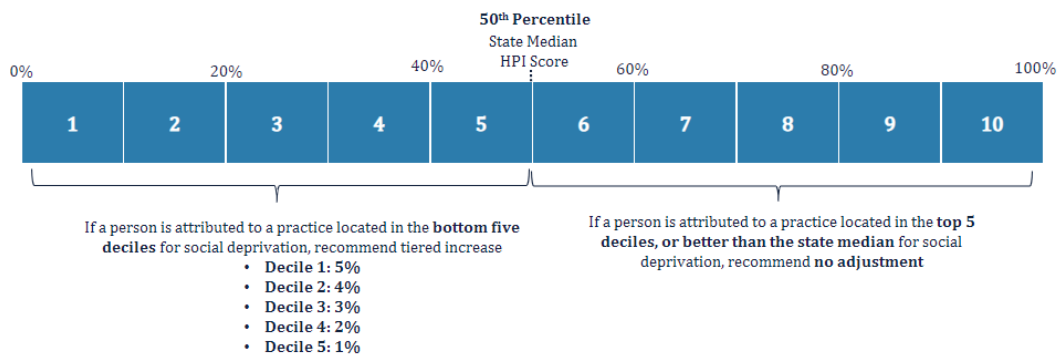 50th Percentile
State Median
HPI Score
0%
20%
40%
60%
80%
100%
1
2
3
4
5
6
7
8
9
10
If a person is attributed to a practice located in the bottom five
deciles for social deprivation, recommend tiered increase
• Decile 1: 5%
• Decile 2: 4%
• Decile 3: 3%
• Decile 4: 2%
• Decile 5: 1%
If a person is attributed to a practice located in the top 5
deciles, or better than the state median for social
deprivation, recommend no adjustment